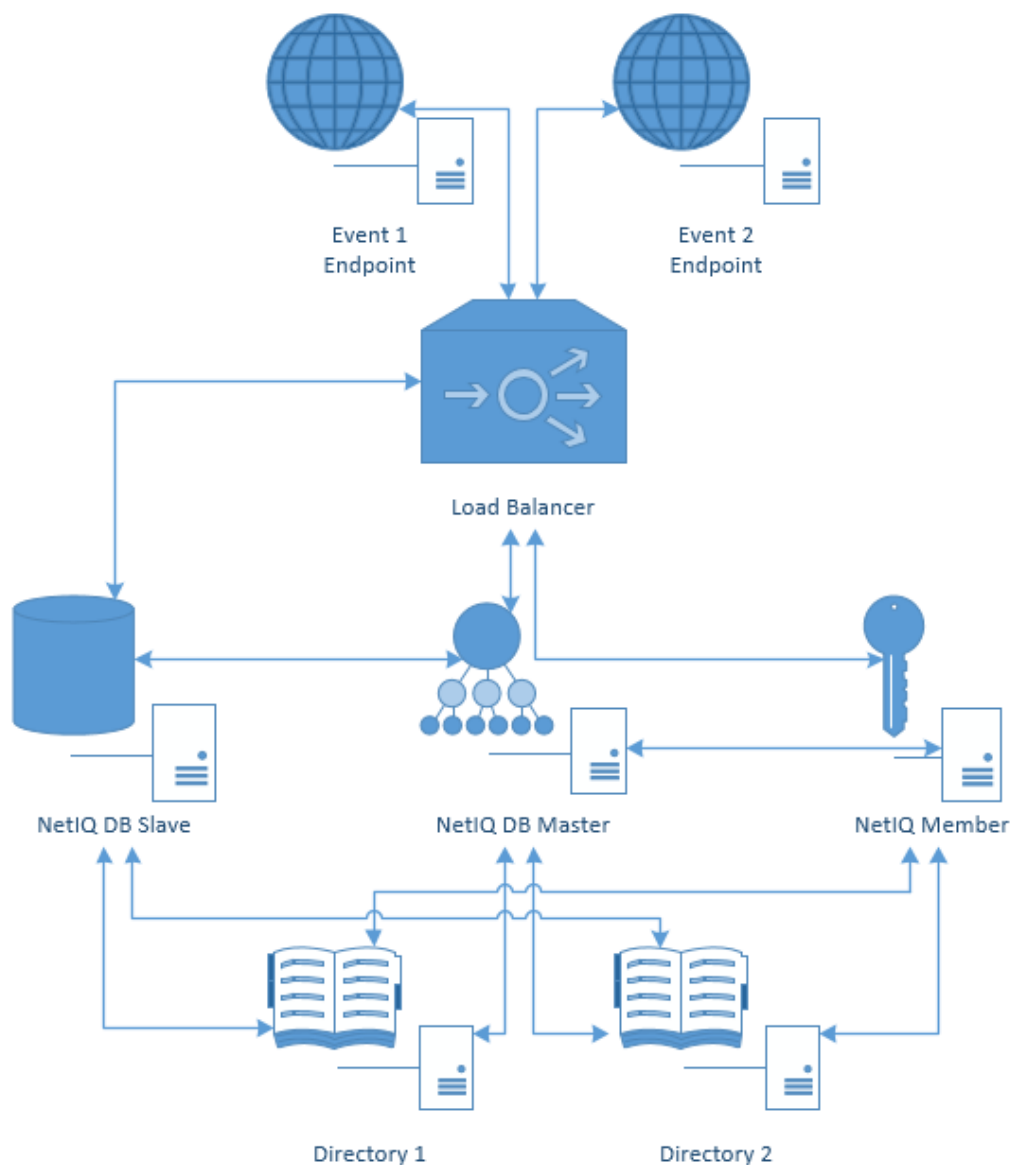 Event 1
Endpoint
Event 2
Endpoint
Load Balancer
NetIQ DB Slave
NetIQ DB Master
NetIQ Member
Directory 1
Directory 2